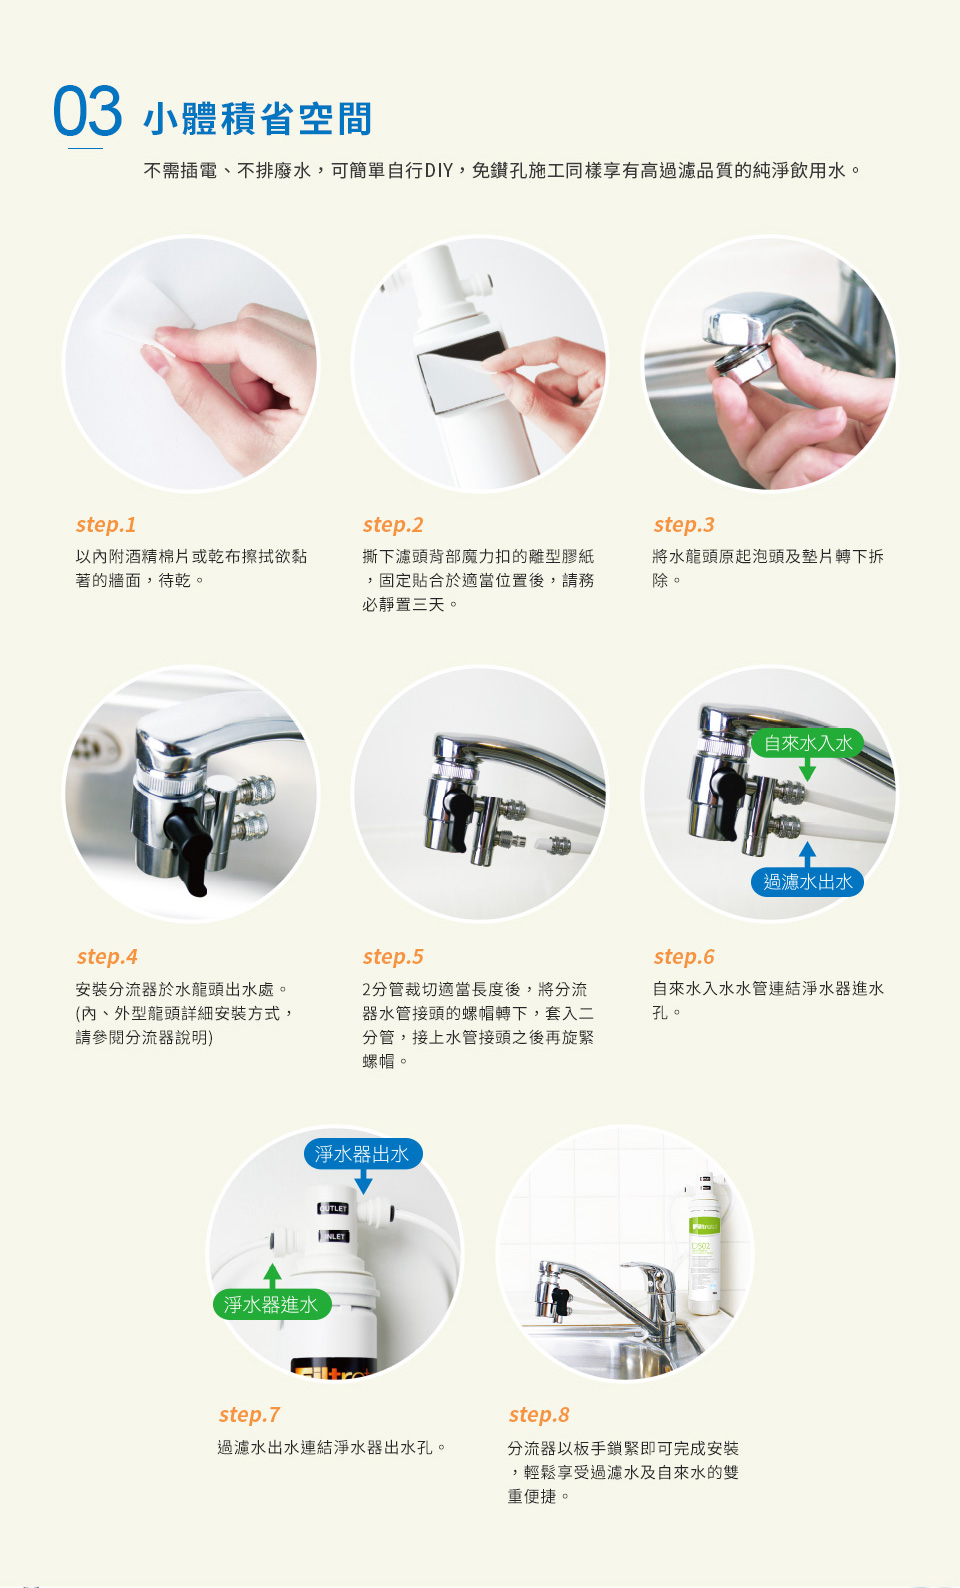 03 小體積省空間
不需插電、不排廢水，可簡單自行DIY，免鑽孔施工同樣享有高過濾品質的純淨飲用水。
step.1
以內附酒精棉片或乾布擦拭欲黏
著的牆面，待乾。
step.2
撕下濾頭背部魔力扣的離型膠紙
，固定貼合於適當位置後，請務
必靜置三天。
step.3
將水龍頭原起泡頭及墊片轉下拆
除。
自來水入水
過濾水出水
step.4
安裝分流器於水龍頭出水處。
(內、外型龍頭詳細安裝方式，
請參閱分流器說明)
step.5
2分管裁切適當長度後，將分流
器水管接頭的螺帽轉下，套入二
分管，接上水管接頭之後再旋緊
螺帽。
step.6
自來水入水水管連結淨水器進水
孔。
淨水器出水
OUTLET
INLET
淨水器進水
step.7
過濾水出水連結淨水器出水孔。
step.8
分流器以板手鎖緊即可完成安裝
，輕鬆享受過濾水及自來水的雙
重便捷。